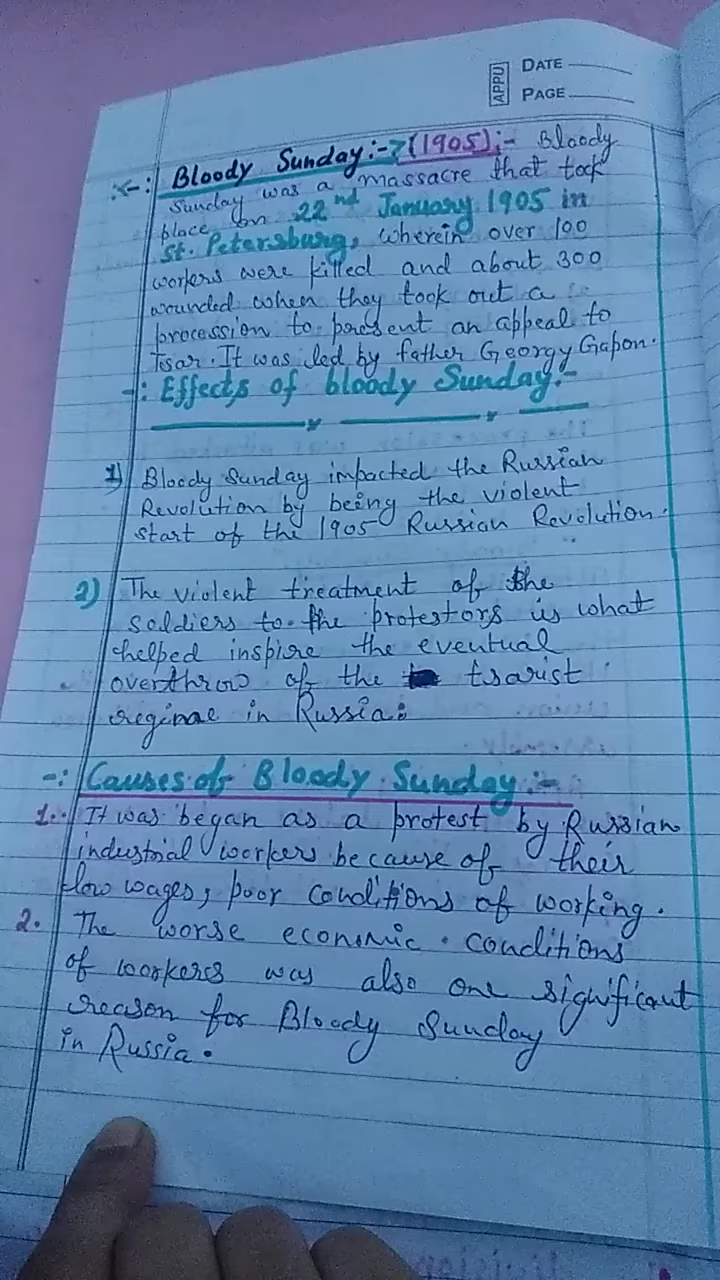 APPU
DATE
PAGE
:-: Bloody Sunday:-7(1905):- Bloody
Sunday was a massacre that took
place on 22nd January 1905 in
St. Petersburg, wherein over 100
workers were killed and about 300
wounded when they took out a
procession to present an appeal to
Tsar. It was led by father Georgy Gapon.
-: Effects of bloody Sunday:-
1) Bloody Sunday impacted the Russian
Revolution by being the violent
start of the 1905 Russian Revolution.
2) The violent treatment of the
soldiers to the protestors is what
helped inspire the eventual
overthrow of the tsarist
regimae in Russia.
-: Causes of Bloody Sunday:-
1. It was began as a protest by Russian
industrial workers because of their
low wages, poor conditions of working.
2. The worse economic conditions
of workers was also one significant
reason for Bloody Sunday
in Russia.